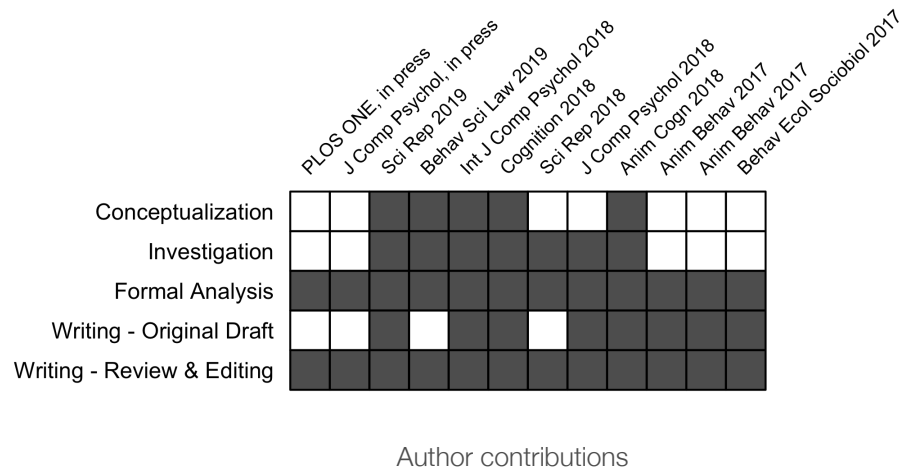 PLOS ONE, in press
J Comp Psychol, in press
Sci Rep 2019
Behav Sci Law 2019
Int J Comp Psychol 2018
Cognition 2018
Sci Rep 2018
J Comp Psychol 2018
Anim Cogn 2018
Anim Behav 2017
Anim Behav 2017
Behav Ecol Sociobiol 2017
Conceptualization
Investigation
Formal Analysis
Writing - Original Draft
Writing - Review & Editing
Author contributions